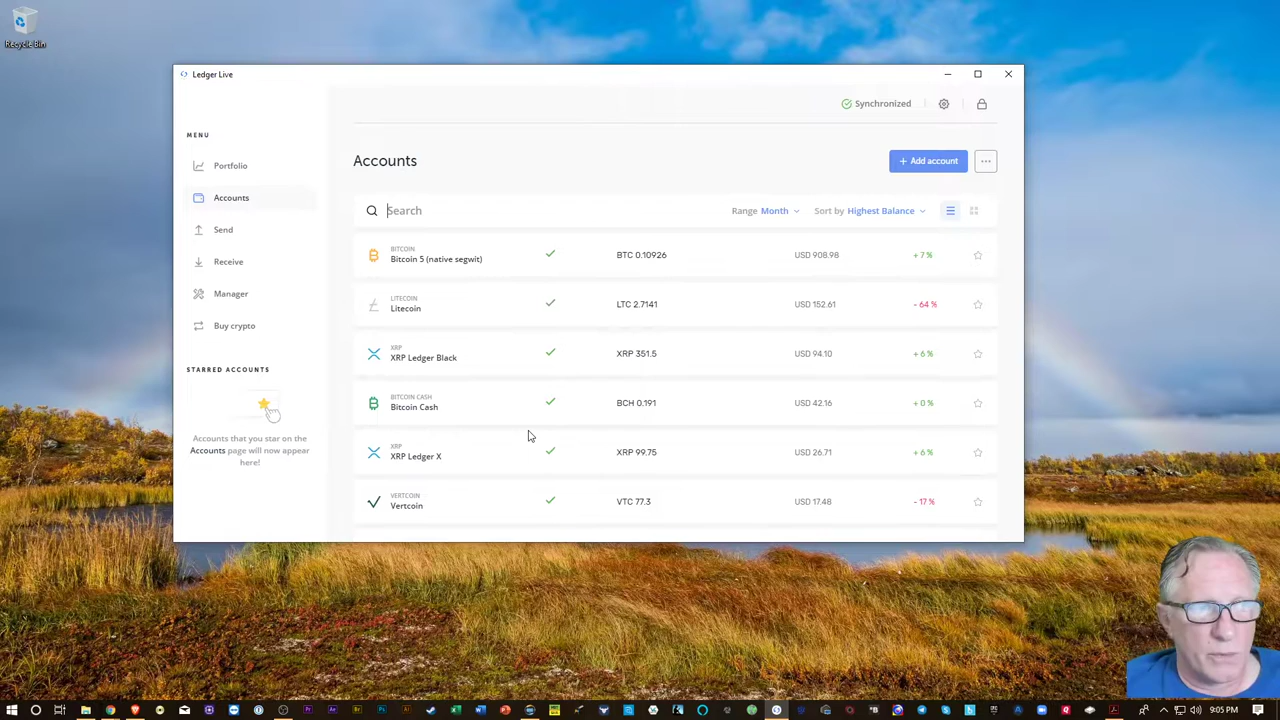 Recycle Bin
Ledger Live
Synchronized
MENU
Portfolio
Accounts
Send
Receive
Manager
Buy crypto
STARRED ACCOUNTS
Accounts that you star on the
Accounts page will now appear
here!
Accounts
+ Add account
Search
Range Month
Sort by Highest Balance
BITCOIN
Bitcoin 5 (native segwit)
BTC 0.10926
USD 908.98
+ 7 %
LITECOIN
Litecoin
LTC 2.7141
USD 152.61
- 64 %
XRP
XRP Ledger Black
XRP 351.5
USD 94.10
+ 6 %
BITCOIN CASH
Bitcoin Cash
BCH 0.191
USD 42.16
+ 0 %
XRP
XRP Ledger X
XRP 99.75
USD 26.71
+ 6 %
VERTCOIN
Vertcoin
VTC 77.3
USD 17.48
- 17 %
9:05 PM